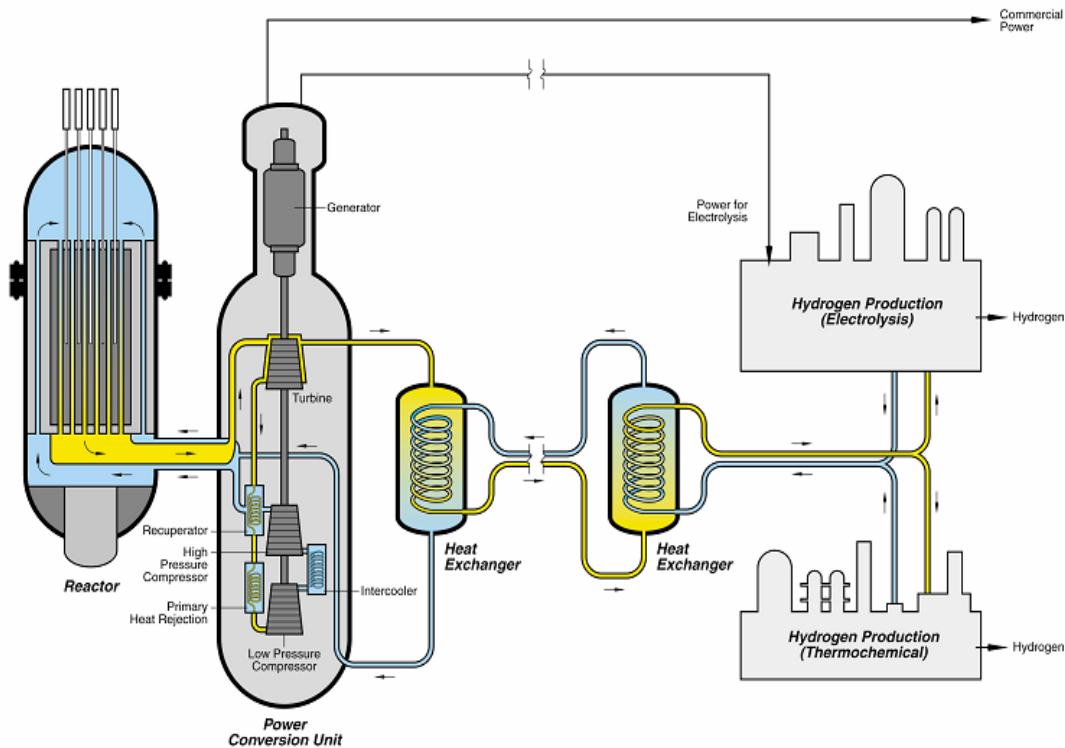 Commercial
Power
Generator
Power for
Electrolysis
Hydrogen Production
(Electrolysis)
Hydrogen
Turbine
Recuperator
High
Pressure
Compressor
Intercooler
Primary
Heat Rejection
Low Pressure
Compressor
Reactor
Power
Conversion Unit
Heat
Exchanger
Heat
Exchanger
Hydrogen Production
(Thermochemical)
Hydrogen